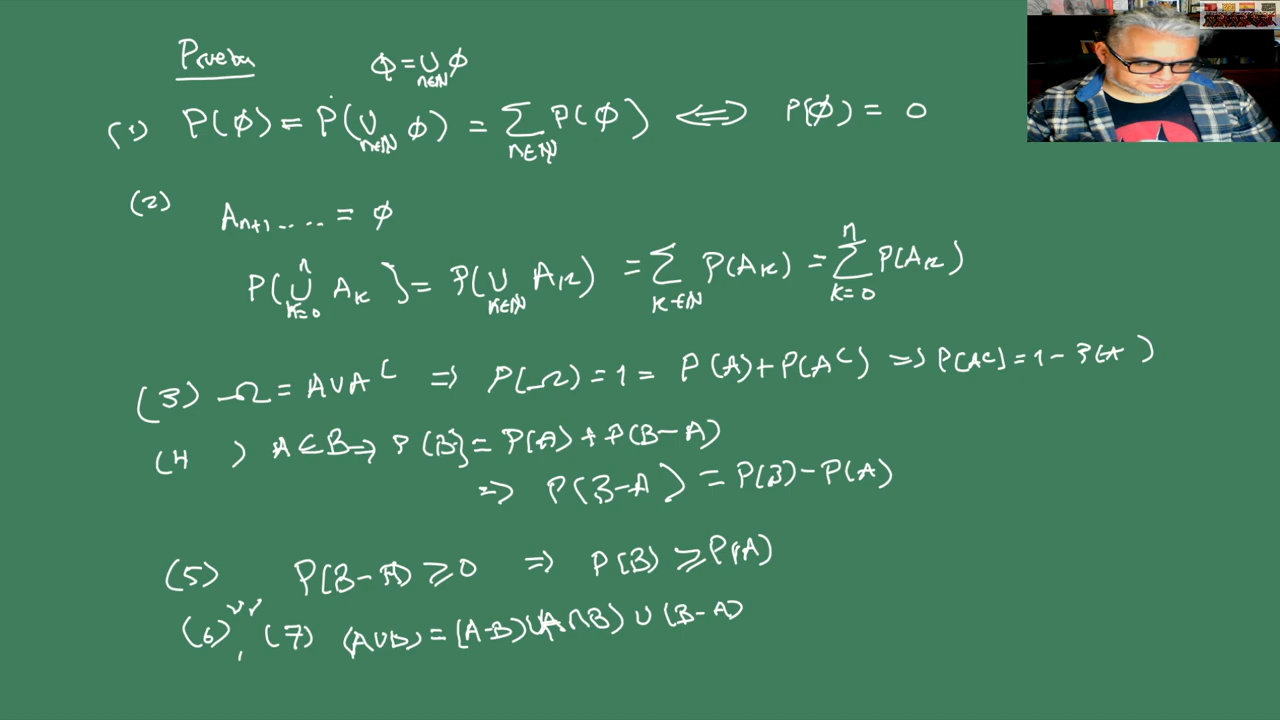 Prueba ∅ = ∪_{n∈ℕ} ∅
(1) P(∅) = P(∪_{n∈ℕ} ∅) = ∑_{n∈ℕ} P(∅) ⟺ P(∅) = 0
(2) A_{n+1} ..... = ∅
P(∪_{k=0}^{n} A_k) = P(∪_{k∈ℕ} A_k) = ∑_{k∈ℕ} P(A_k) = ∑_{k=0}^{n} P(A_k)
(3) Ω = A∪A^c ⇒ P(Ω) = 1 = P(A) + P(A^c) ⇒ P(A^c) = 1 - P(A)
(4) A ⊆ B ⇒ P(B) = P(A) + P(B-A)
⇒ P(B-A) = P(B) - P(A)
(5) P(B-A) ≥ 0 ⇒ P(B) ≥ P(A)
(6), (7) (A∪B) = (A-B)∪(A∩B) ∪ (B-A)